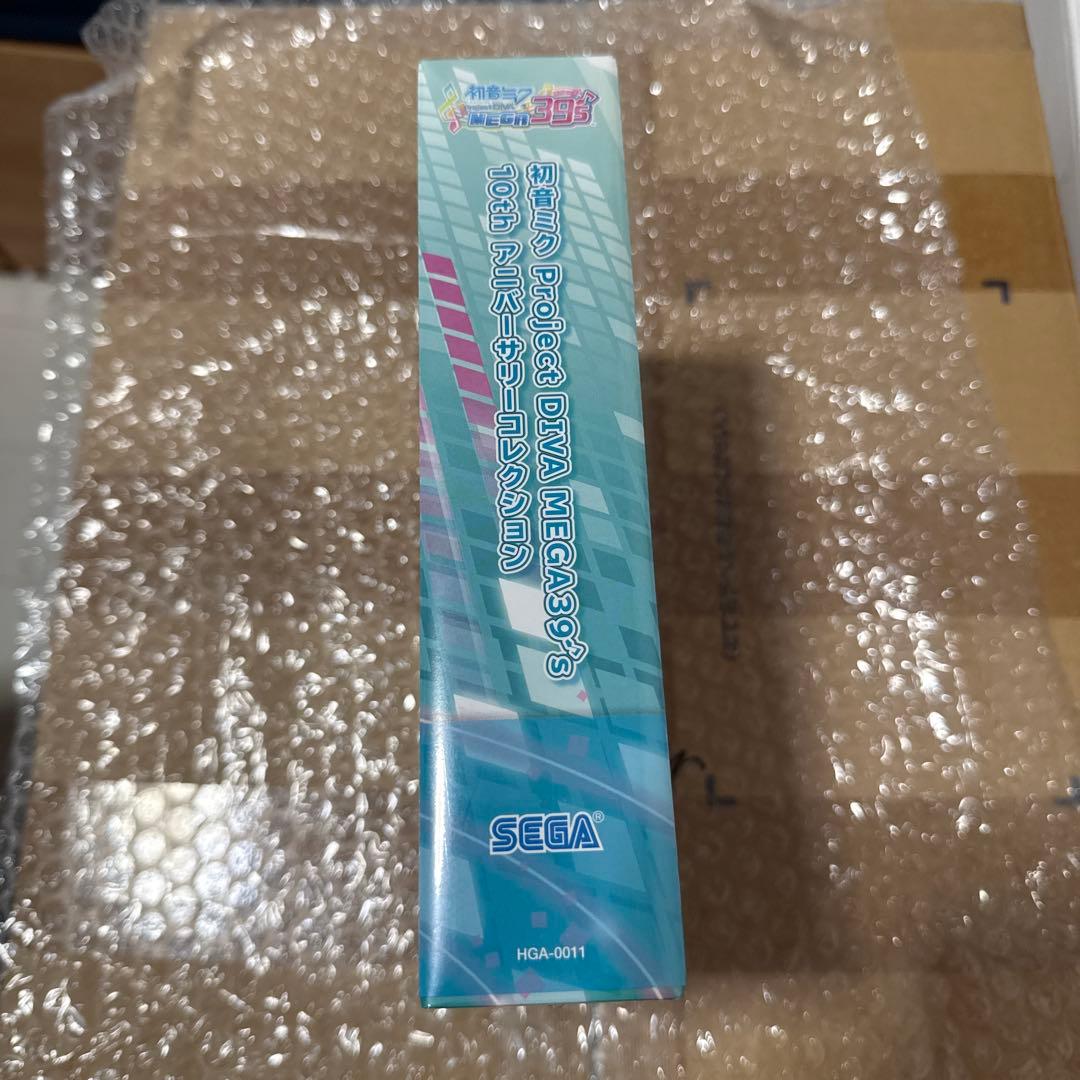 初音ミク
Project DIVA
MEGA39's
初音ミク Project DIVA MEGA39's
10th アニバーサリーコレクション
SEGA®
HGA-0011